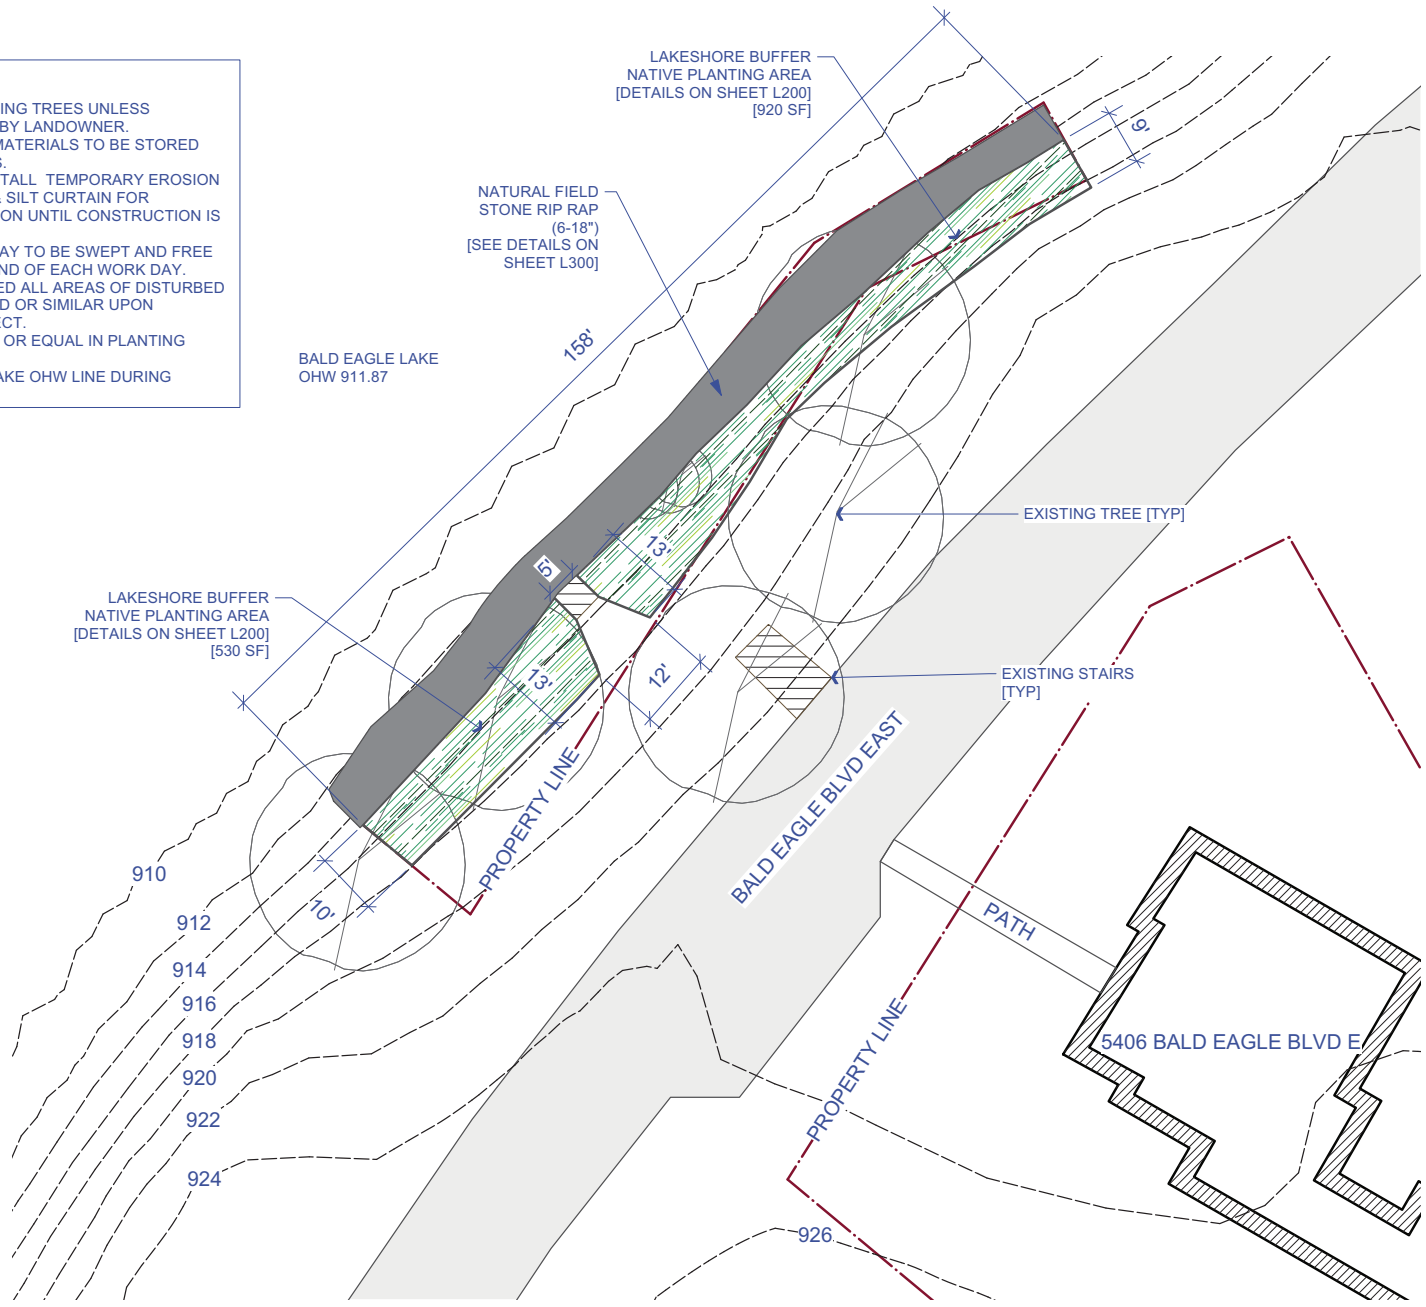 ING TREES UNLESS
BY LANDOWNER.
MATERIALS TO BE STORED
S.
TALL TEMPORARY EROSION
& SILT CURTAIN FOR
ON UNTIL CONSTRUCTION IS
AY TO BE SWEPT AND FREE
ND OF EACH WORK DAY.
ED ALL AREAS OF DISTURBED
D OR SIMILAR UPON
ECT.
OR EQUAL IN PLANTING
AKE OHW LINE DURING
LAKESHORE BUFFER
NATIVE PLANTING AREA
[DETAILS ON SHEET L200]
[920 SF]
9'
NATURAL FIELD
STONE RIP RAP
(6-18")
[SEE DETAILS ON
SHEET L300]
158'
BALD EAGLE LAKE
OHW 911.87
EXISTING TREE [TYP]
13'
5'
LAKESHORE BUFFER
NATIVE PLANTING AREA
[DETAILS ON SHEET L200]
[530 SF]
13'
12'
EXISTING STAIRS
[TYP]
BALD EAGLE BLVD EAST
PROPERTY LINE
10'
910
912
914
916
918
920
922
924
PATH
PROPERTY LINE
5406 BALD EAGLE BLVD E
926